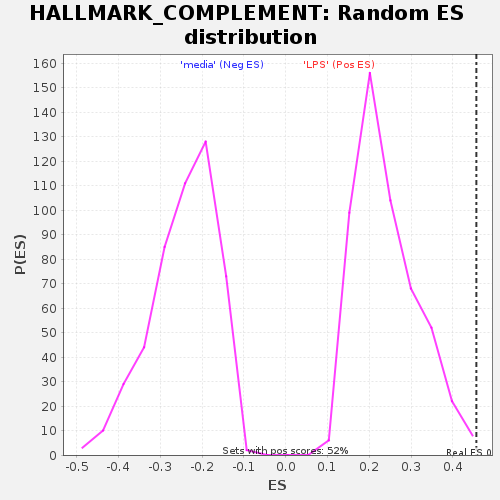 HALLMARK_COMPLEMENT: Random ES
distribution
'media' (Neg ES)
'LPS' (Pos ES)
160
150
140
130
120
110
100
90
80
70
60
50
40
30
20
10
0
P(ES)
Sets with pos scores: 52%
Real ES 0
-0.5 -0.4 -0.3 -0.2 -0.1 0.0 0.1 0.2 0.3 0.4
ES